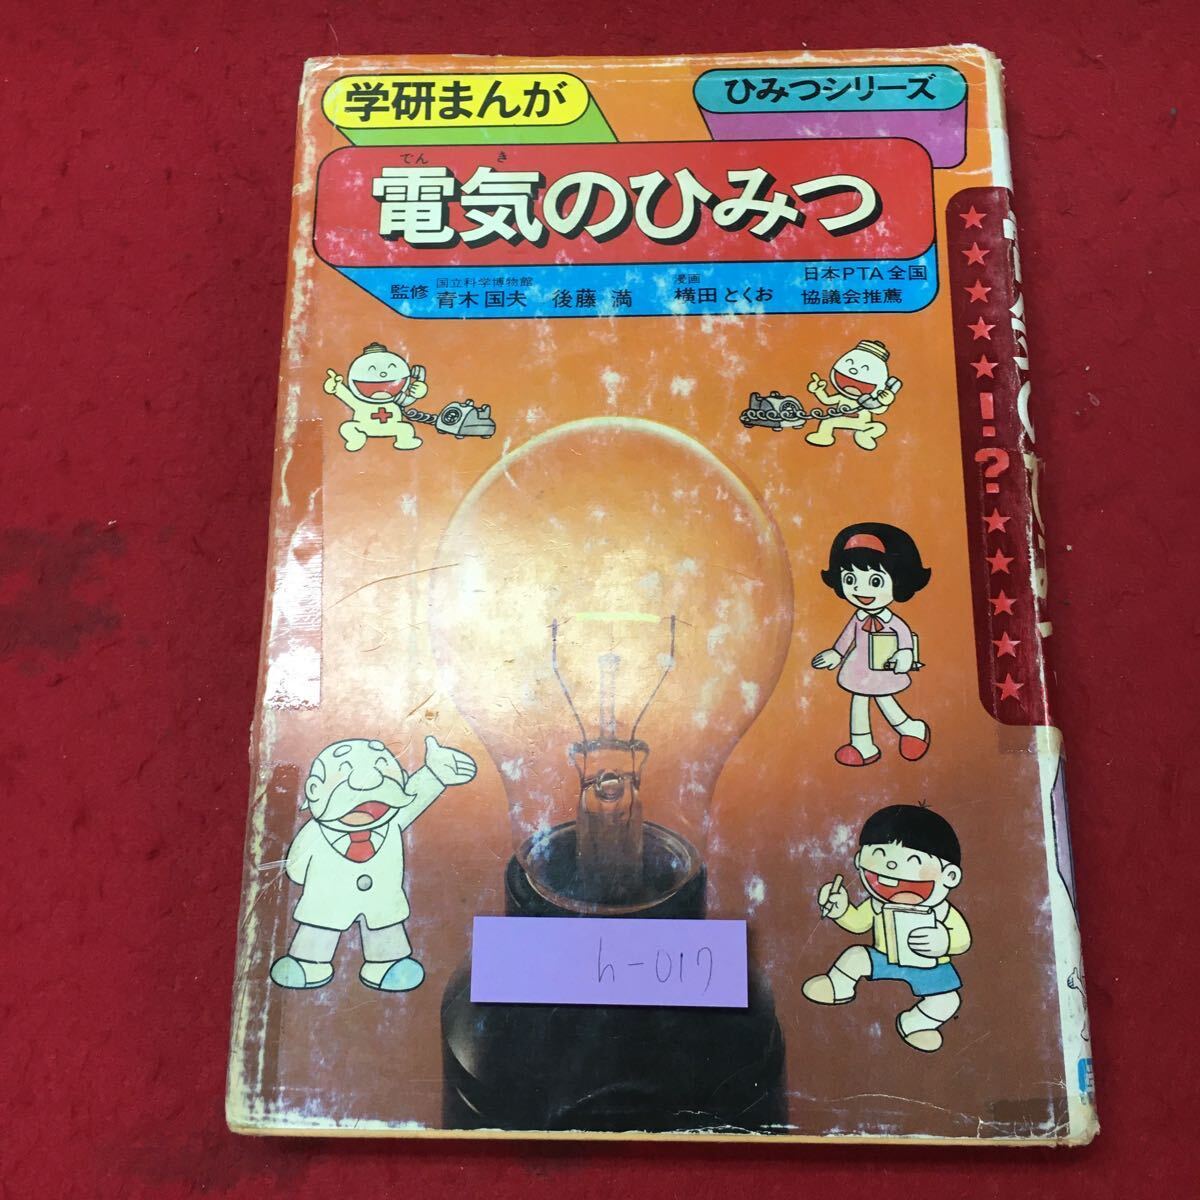 学研まんが
ひみつシリーズ
でんき
電気のひみつ
国立科学博物館
監修 青木国夫 後藤 満
漫画
横田とくお
日本PTA全国
協議会推薦
★★★★★!?★★★★★
h-017